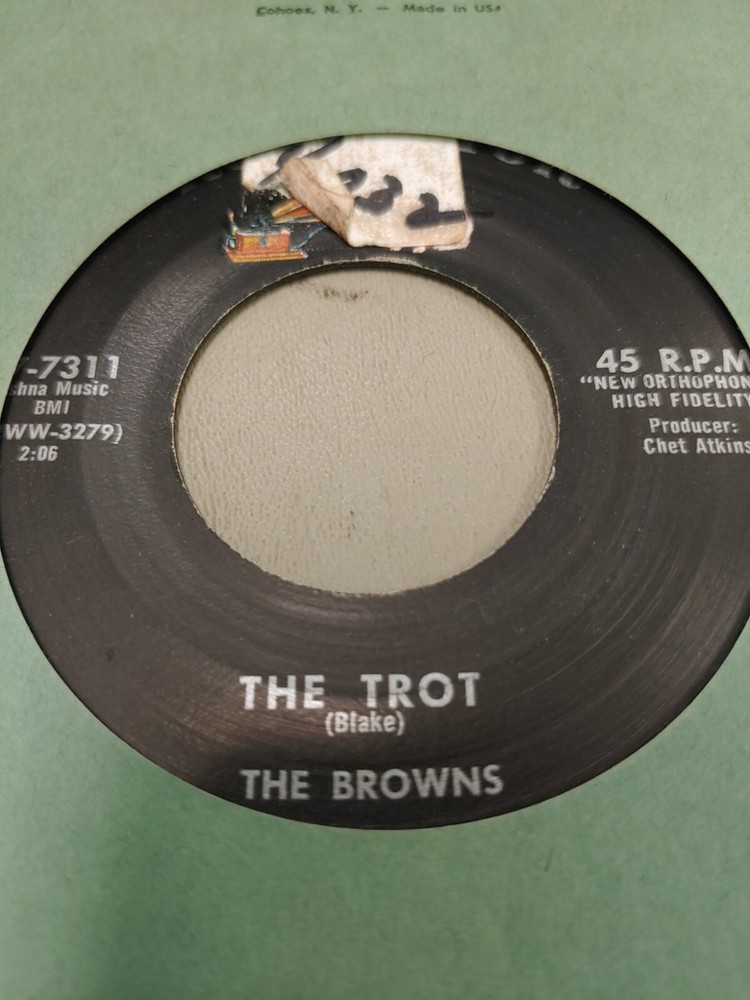 Cohoes, N. Y. — Made in USA
-7311
hna Music
BMI
WW-3279)
2:06
45 R.P.M
"NEW ORTHOPHON
HIGH FIDELITY
Producer:
Chet Atkins
THE TROT
(Blake)
THE BROWNS